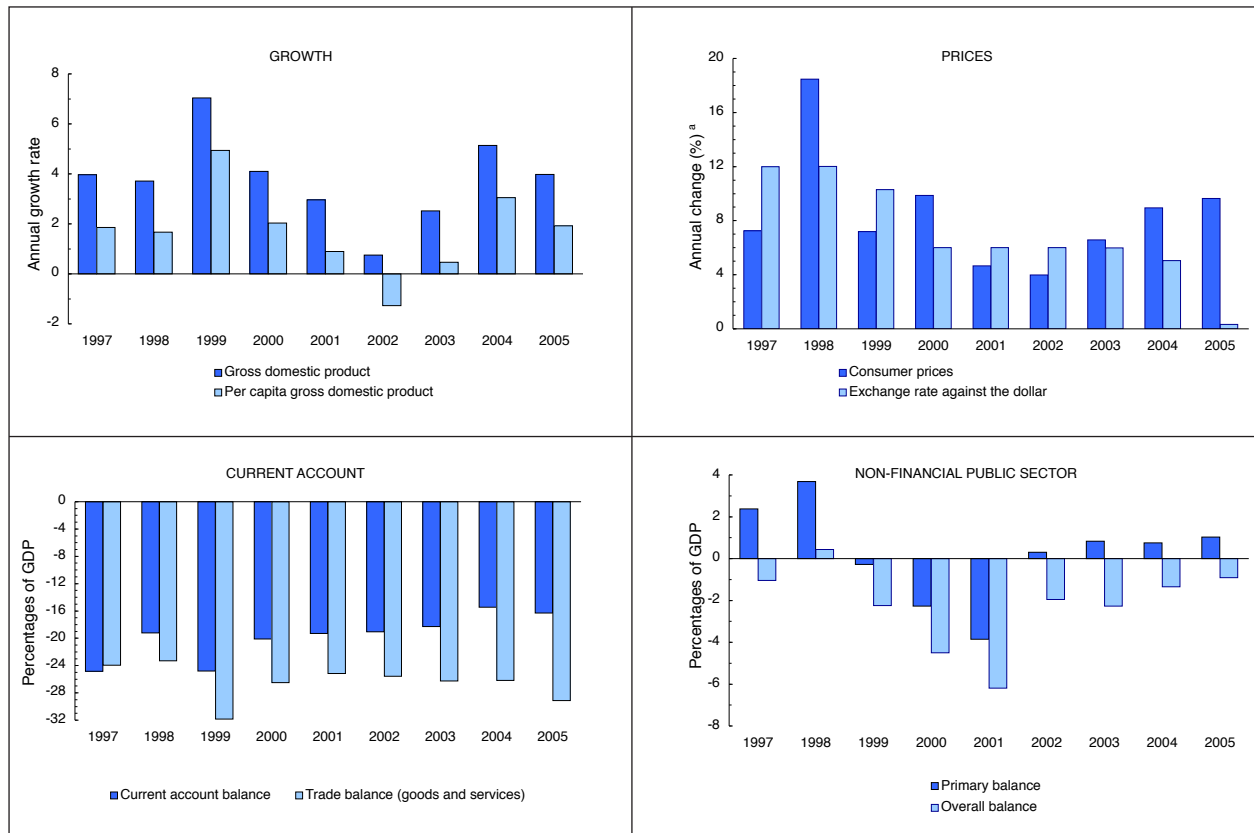 GROWTH
Annual growth rate
8
6
4
2
0
-2
1997 1998 1999 2000 2001 2002 2003 2004 2005
Gross domestic product
Per capita gross domestic product
PRICES
Annual change (%) a
20
16
12
8
4
0
1997 1998 1999 2000 2001 2002 2003 2004 2005
Consumer prices
Exchange rate against the dollar
CURRENT ACCOUNT
Percentages of GDP
0
-4
-8
-12
-16
-20
-24
-28
-32
1997 1998 1999 2000 2001 2002 2003 2004 2005
Current account balance Trade balance (goods and services)
NON-FINANCIAL PUBLIC SECTOR
Percentages of GDP
4
2
0
-2
-4
-6
-8
1997 1998 1999 2000 2001 2002 2003 2004 2005
Primary balance
Overall balance